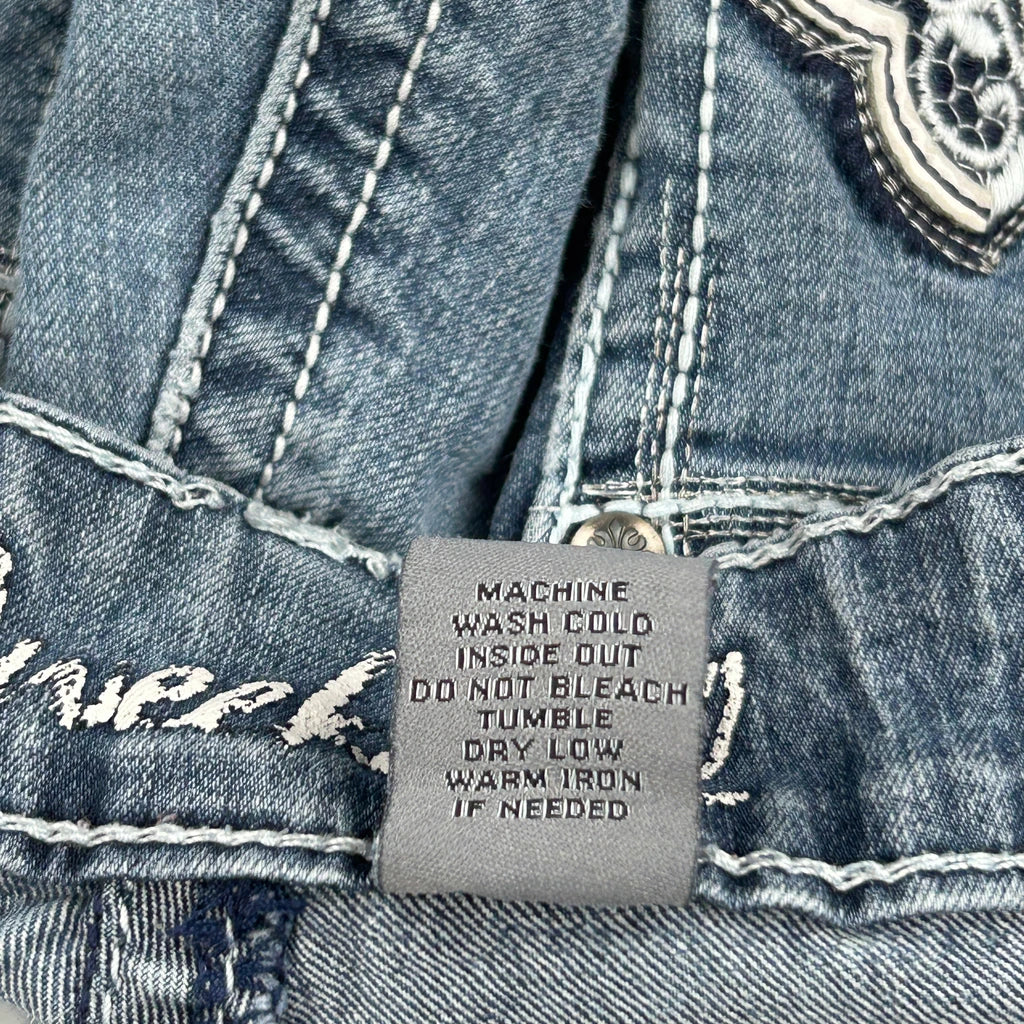 MACHINE
WASH COLD
INSIDE OUT
DO NOT BLEACH
TUMBLE
DRY LOW
WARM IRON
IF NEEDED